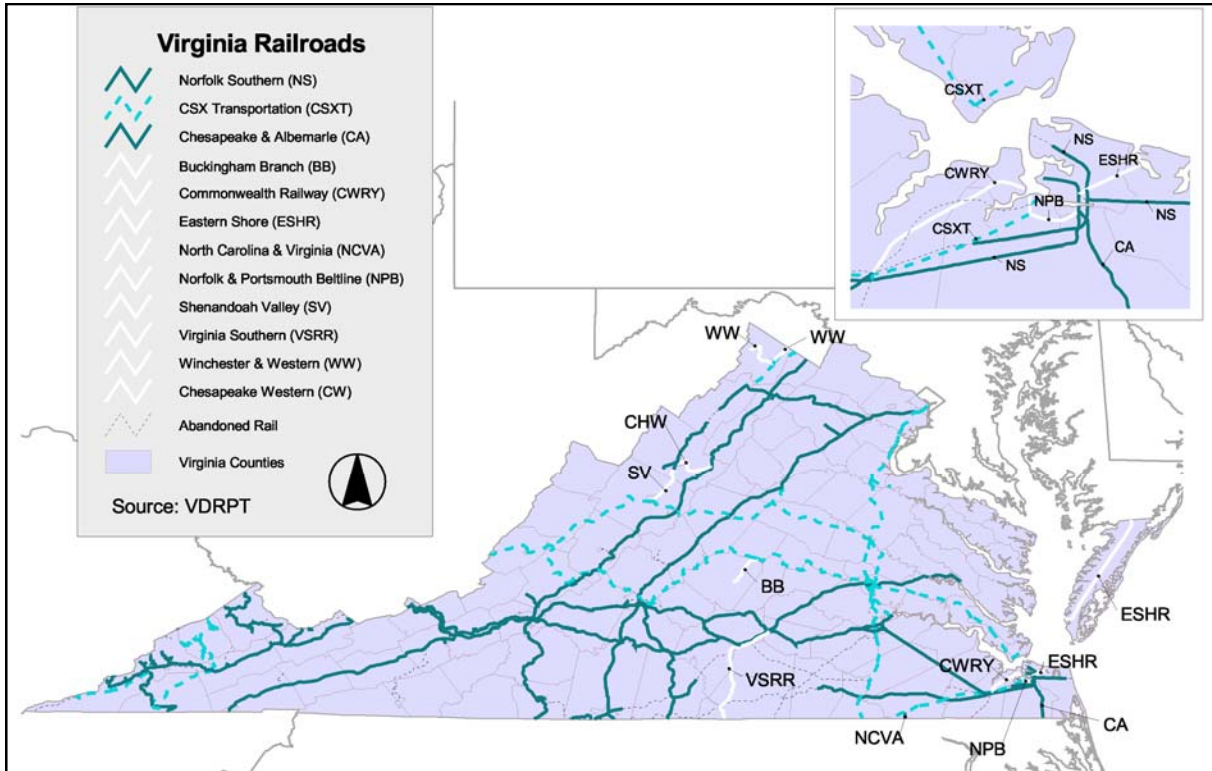 Virginia Railroads
Norfolk Southern (NS)
CSX Transportation (CSXT)
Chesapeake & Albemarle (CA)
Buckingham Branch (BB)
Commonwealth Railway (CWRY)
Eastern Shore (ESHR)
North Carolina & Virginia (NCVA)
Norfolk & Portsmouth Beltline (NPB)
Shenandoah Valley (SV)
Virginia Southern (VSRR)
Winchester & Western (WW)
Chesapeake Western (CW)
Abandoned Rail
Virginia Counties
Source: VDRPT
CSXT
NS
ESHR
CWRY
NPB
NS
CSXT
CA
NS
WW
WW
CHW
SV
BB
ESHR
VSRR
CWRY
ESHR
CA
NCVA
NPB